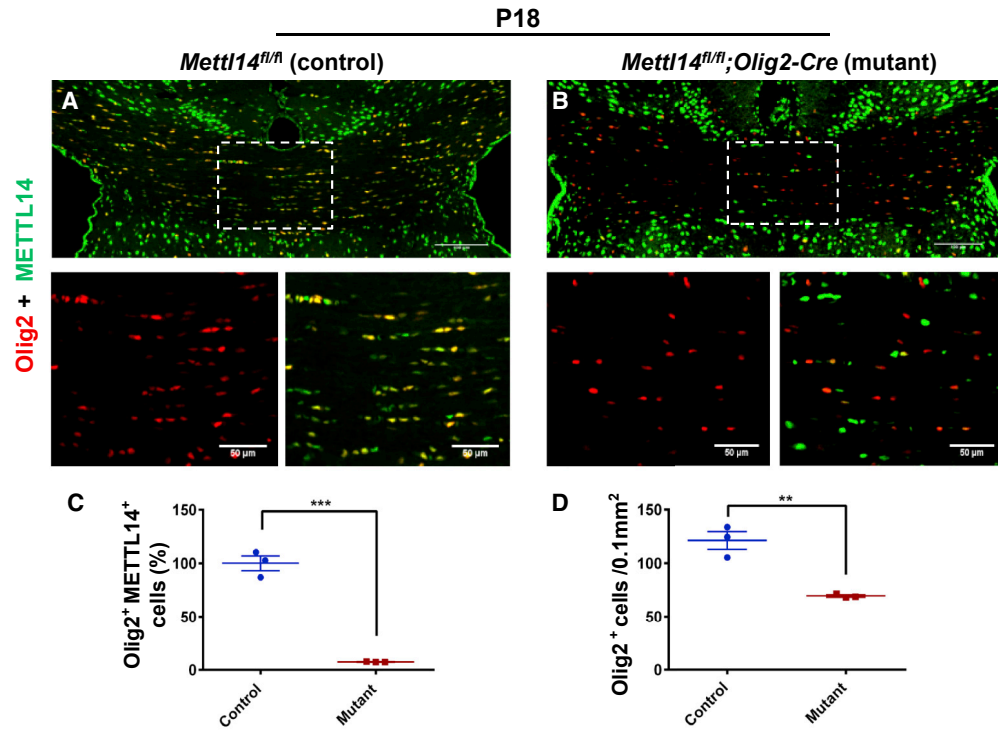 P18
Mettl14fl/fl (control)
Mettl14fl/fl;Olig2-Cre (mutant)
Olig2 + METTL14
A
B
50 µm
50 µm
50 µm
50 µm
C
D
Olig2+ METTL14+
cells (%)
150
100
50
0
***
Control
Mutant
Olig2 + cells /0.1mm2
150
100
50
0
**
Control
Mutant